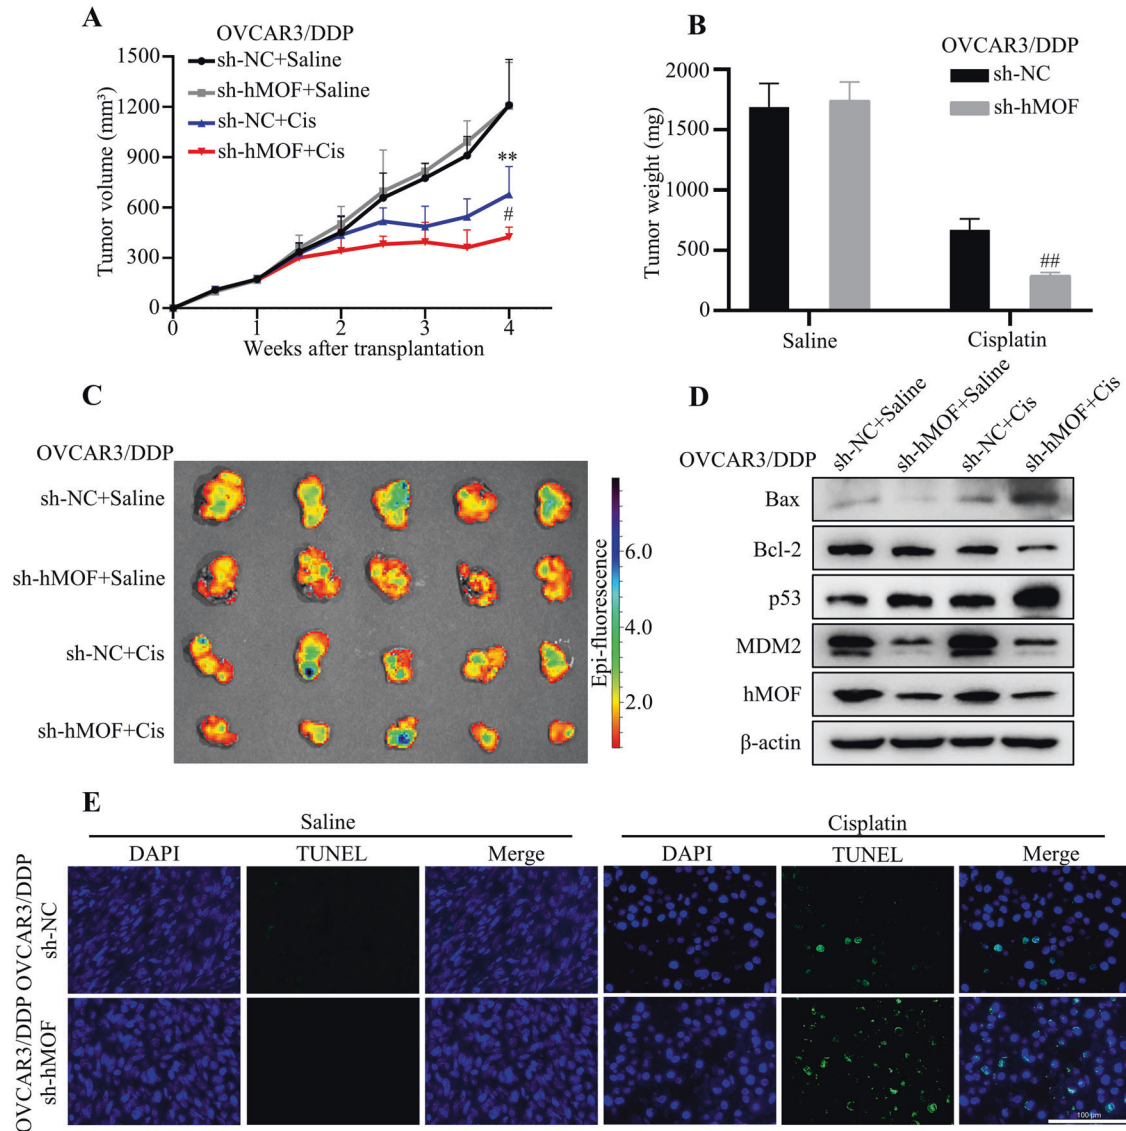 A
OVCAR3/DDP
sh-NC+Saline
sh-hMOF+Saline
sh-NC+Cis
sh-hMOF+Cis
Tumor volume (mm³)
1500
1200
900
600
300
0
**
#
0 1 2 3 4
Weeks after transplantation
B
OVCAR3/DDP
sh-NC
sh-hMOF
Tumor weight (mg)
2000
1500
1000
500
0
##
Saline Cisplatin
C
OVCAR3/DDP
sh-NC+Saline
sh-hMOF+Saline
sh-NC+Cis
sh-hMOF+Cis
6.0
4.0
2.0
Epi-fluorescence
D
OVCAR3/DDP
sh-NC+Saline
sh-hMOF+Saline
sh-NC+Cis
sh-hMOF+Cis
Bax
Bcl-2
p53
MDM2
hMOF
β-actin
E
Saline Cisplatin
DAPI TUNEL Merge DAPI TUNEL Merge
OVCAR3/DDP
sh-NC
OVCAR3/DDP
sh-hMOF
100 µm